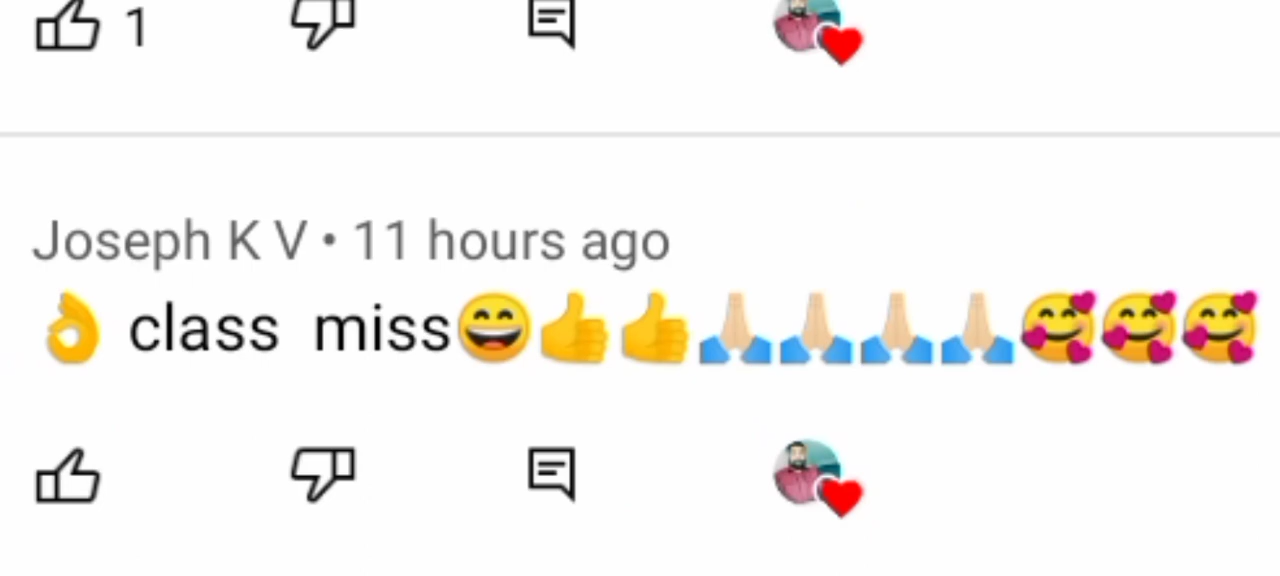 1
Joseph K V • 11 hours ago
👌 class miss😄👍👍🙏🏻🙏🏻🙏🏻🙏🏻🥰🥰🥰